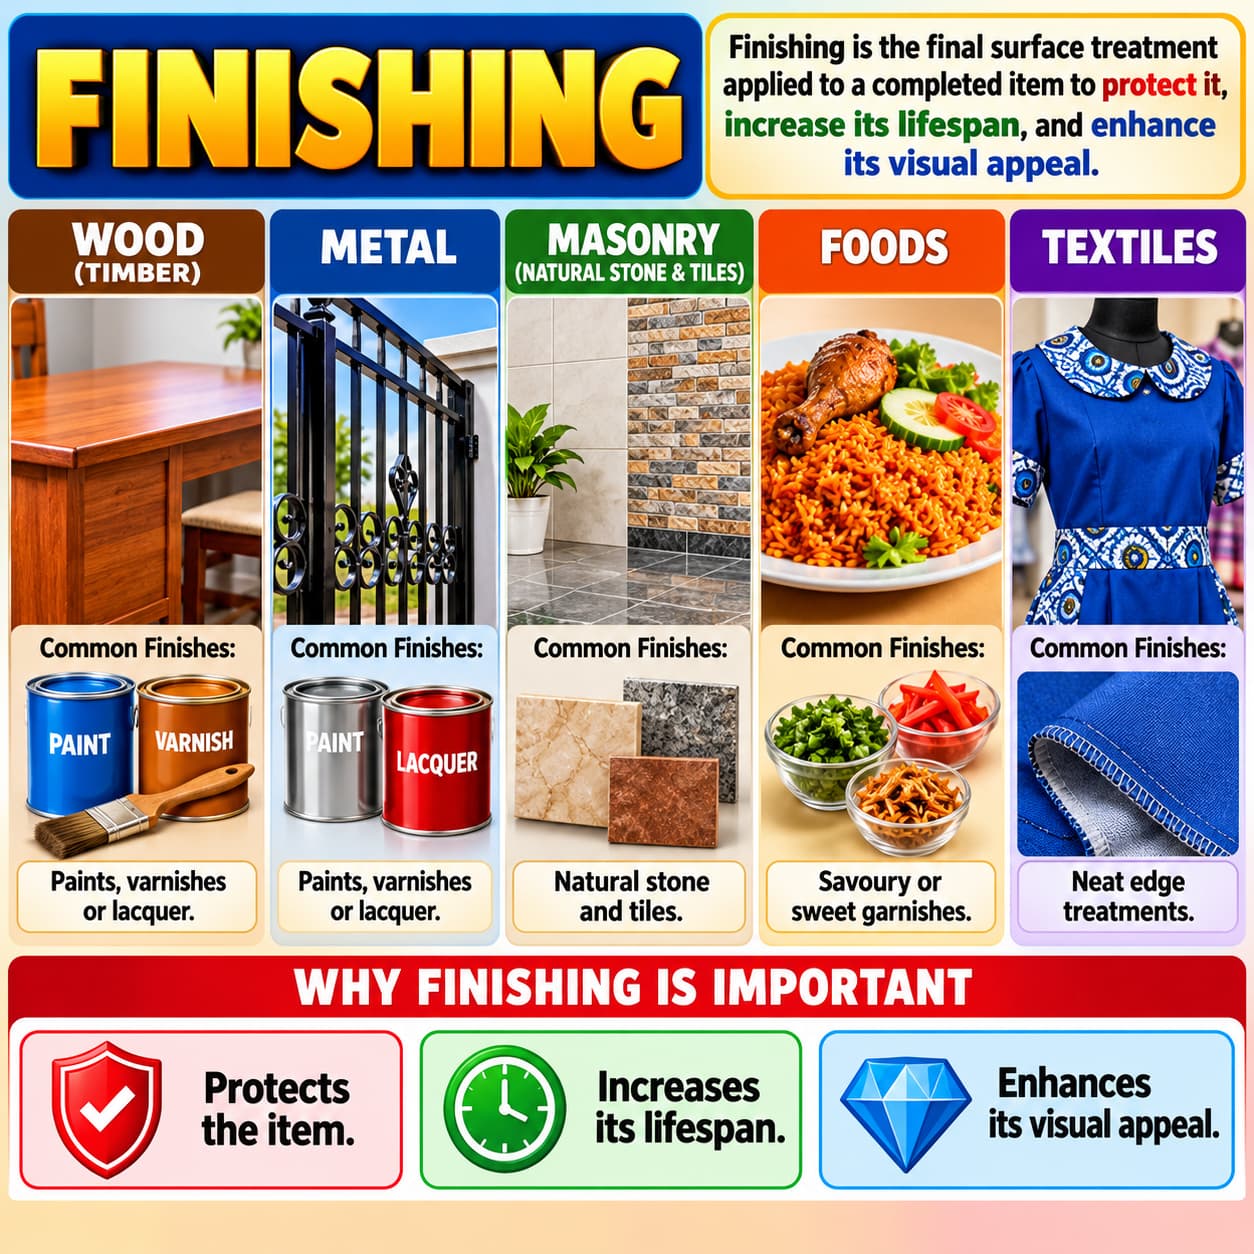 FINISHING
Finishing is the final surface treatment
applied to a completed item to protect it,
increase its lifespan, and enhance
its visual appeal.
WOOD
(TIMBER)
METAL
MASONRY
(NATURAL STONE & TILES)
FOODS
TEXTILES
Common Finishes:
PAINT
VARNISH
Paints, varnishes
or lacquer.
Common Finishes:
PAINT
LACQUER
Paints, varnishes
or lacquer.
Common Finishes:
Natural stone
and tiles.
Common Finishes:
Savoury or
sweet garnishes.
Common Finishes:
Neat edge
treatments.
WHY FINISHING IS IMPORTANT
Protects
the item.
Increases
its lifespan.
Enhances
its visual appeal.